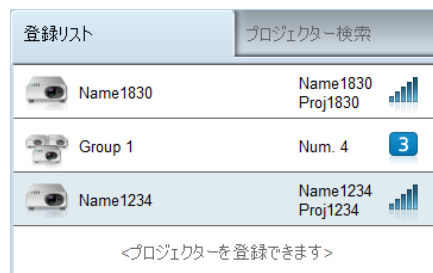 登録リスト
プロジェクター検索
Name1830
Name1830
Proj1830
Group 1
Num. 4
3
Name1234
Name1234
Proj1234
<プロジェクターを登録できます>